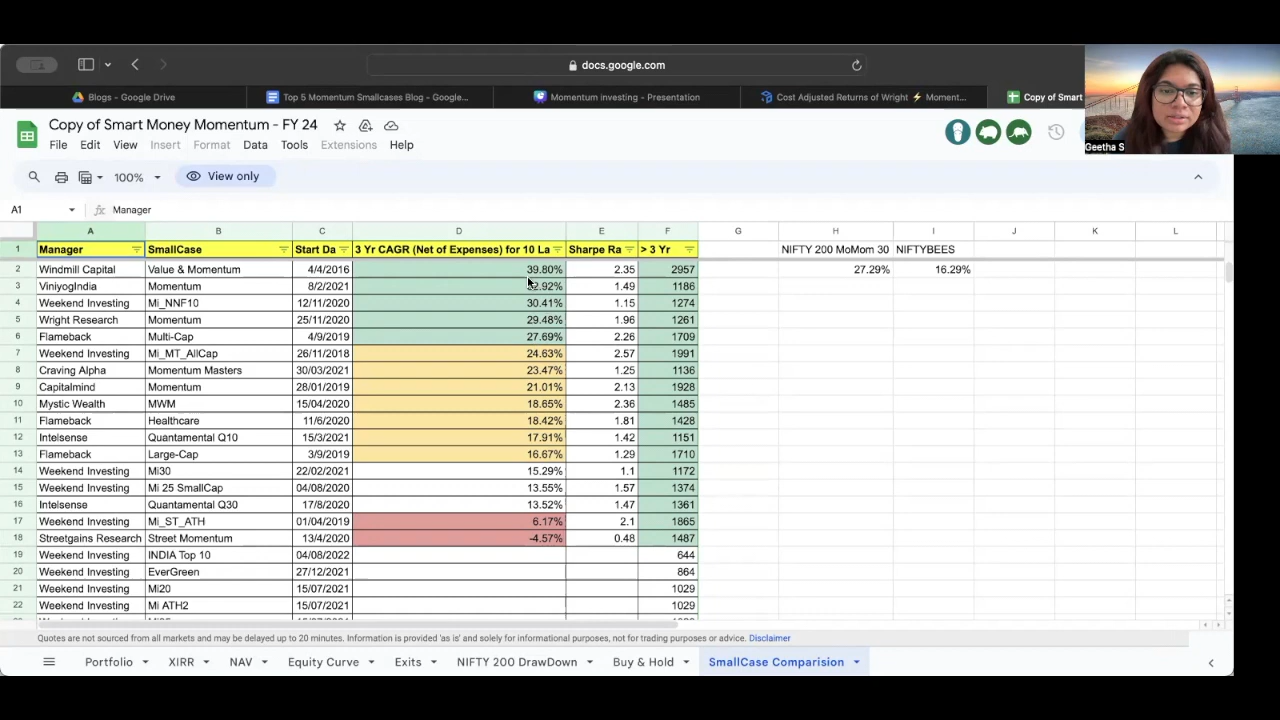 docs.google.com
Blogs - Google Drive
Top 5 Momentum Smallcases Blog - Google...
Momentum investing - Presentation
Cost Adjusted Returns of Wright ⚡ Moment...
Copy of Smart
Geetha S
Copy of Smart Money Momentum - FY 24
File Edit View Insert Format Data Tools Extensions Help
100% View only
A1 Manager
A B C D E F G H I J K L
1 Manager SmallCase Start Da 3 Yr CAGR (Net of Expenses) for 10 La Sharpe Ra > 3 Yr NIFTY 200 MoMom 30 NIFTYBEES
2 Windmill Capital Value & Momentum 4/4/2016 39.80% 2.35 2957 27.29% 16.29%
3 ViniyogIndia Momentum 8/2/2021 2.92% 1.49 1186
4 Weekend Investing Mi_NNF10 12/11/2020 30.41% 1.15 1274
5 Wright Research Momentum 25/11/2020 29.48% 1.96 1261
6 Flameback Multi-Cap 4/9/2019 27.69% 2.26 1709
7 Weekend Investing Mi_MT_AllCap 26/11/2018 24.63% 2.57 1991
8 Craving Alpha Momentum Masters 30/03/2021 23.47% 1.25 1136
9 Capitalmind Momentum 28/01/2019 21.01% 2.13 1928
10 Mystic Wealth MWM 15/04/2020 18.65% 2.36 1485
11 Flameback Healthcare 11/6/2020 18.42% 1.81 1428
12 Intelsense Quantamental Q10 15/3/2021 17.91% 1.42 1151
13 Flameback Large-Cap 3/9/2019 16.67% 1.29 1710
14 Weekend Investing Mi30 22/02/2021 15.29% 1.1 1172
15 Weekend Investing Mi 25 SmallCap 04/08/2020 13.55% 1.57 1374
16 Intelsense Quantamental Q30 17/8/2020 13.52% 1.47 1361
17 Weekend Investing Mi_ST_ATH 01/04/2019 6.17% 2.1 1865
18 Streetgains Research Street Momentum 13/4/2020 -4.57% 0.48 1487
19 Weekend Investing INDIA Top 10 04/08/2022 644
20 Weekend Investing EverGreen 27/12/2021 864
21 Weekend Investing Mi20 15/07/2021 1029
22 Weekend Investing Mi ATH2 15/07/2021 1029
Quotes are not sourced from all markets and may be delayed up to 20 minutes. Information is provided 'as is' and solely for informational purposes, not for trading purposes or advice. Disclaimer
Portfolio XIRR NAV Equity Curve Exits NIFTY 200 DrawDown Buy & Hold SmallCase Comparision